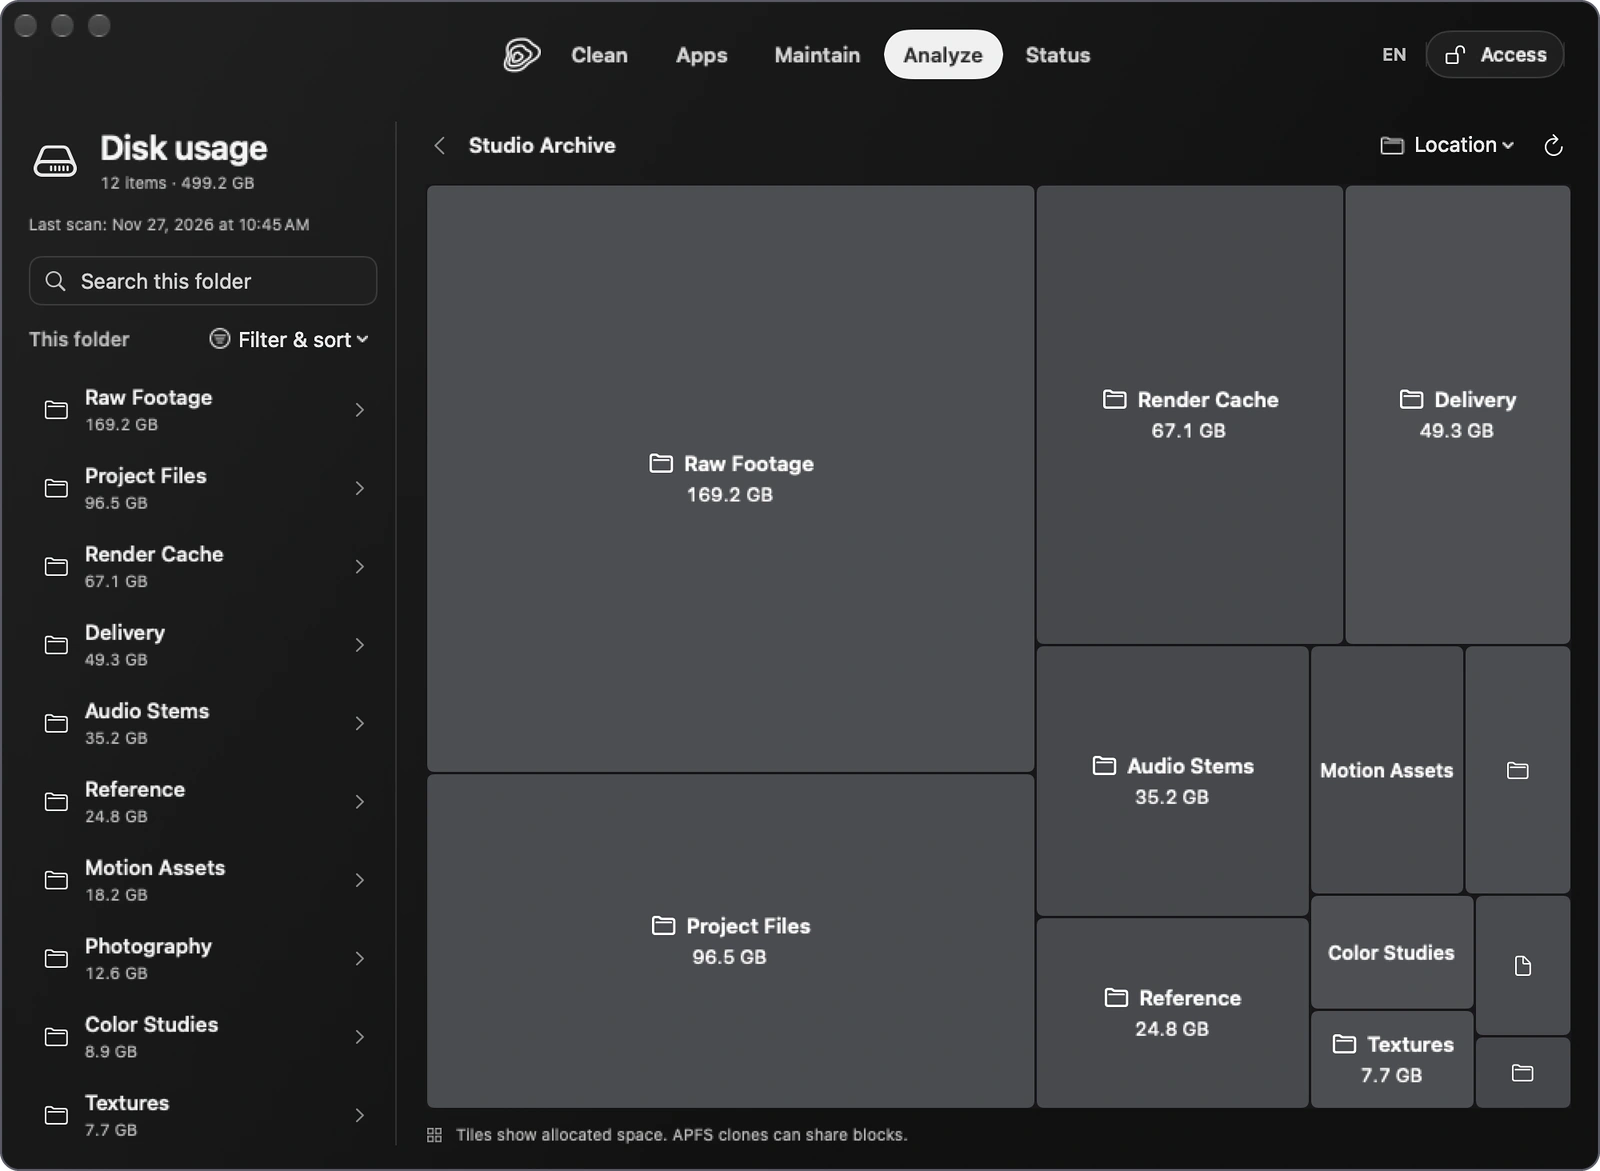 Clean
Apps
Maintain
Analyze
Status
EN
Access
Disk usage
12 items · 499.2 GB
Last scan: Nov 27, 2026 at 10:45 AM
Search this folder
This folder
Filter & sort
Raw Footage
169.2 GB
Project Files
96.5 GB
Render Cache
67.1 GB
Delivery
49.3 GB
Audio Stems
35.2 GB
Reference
24.8 GB
Motion Assets
18.2 GB
Photography
12.6 GB
Color Studies
8.9 GB
Textures
7.7 GB
Studio Archive
Location
Raw Footage
169.2 GB
Render Cache
67.1 GB
Delivery
49.3 GB
Project Files
96.5 GB
Audio Stems
35.2 GB
Motion Assets
Reference
24.8 GB
Color Studies
Textures
7.7 GB
Tiles show allocated space. APFS clones can share blocks.